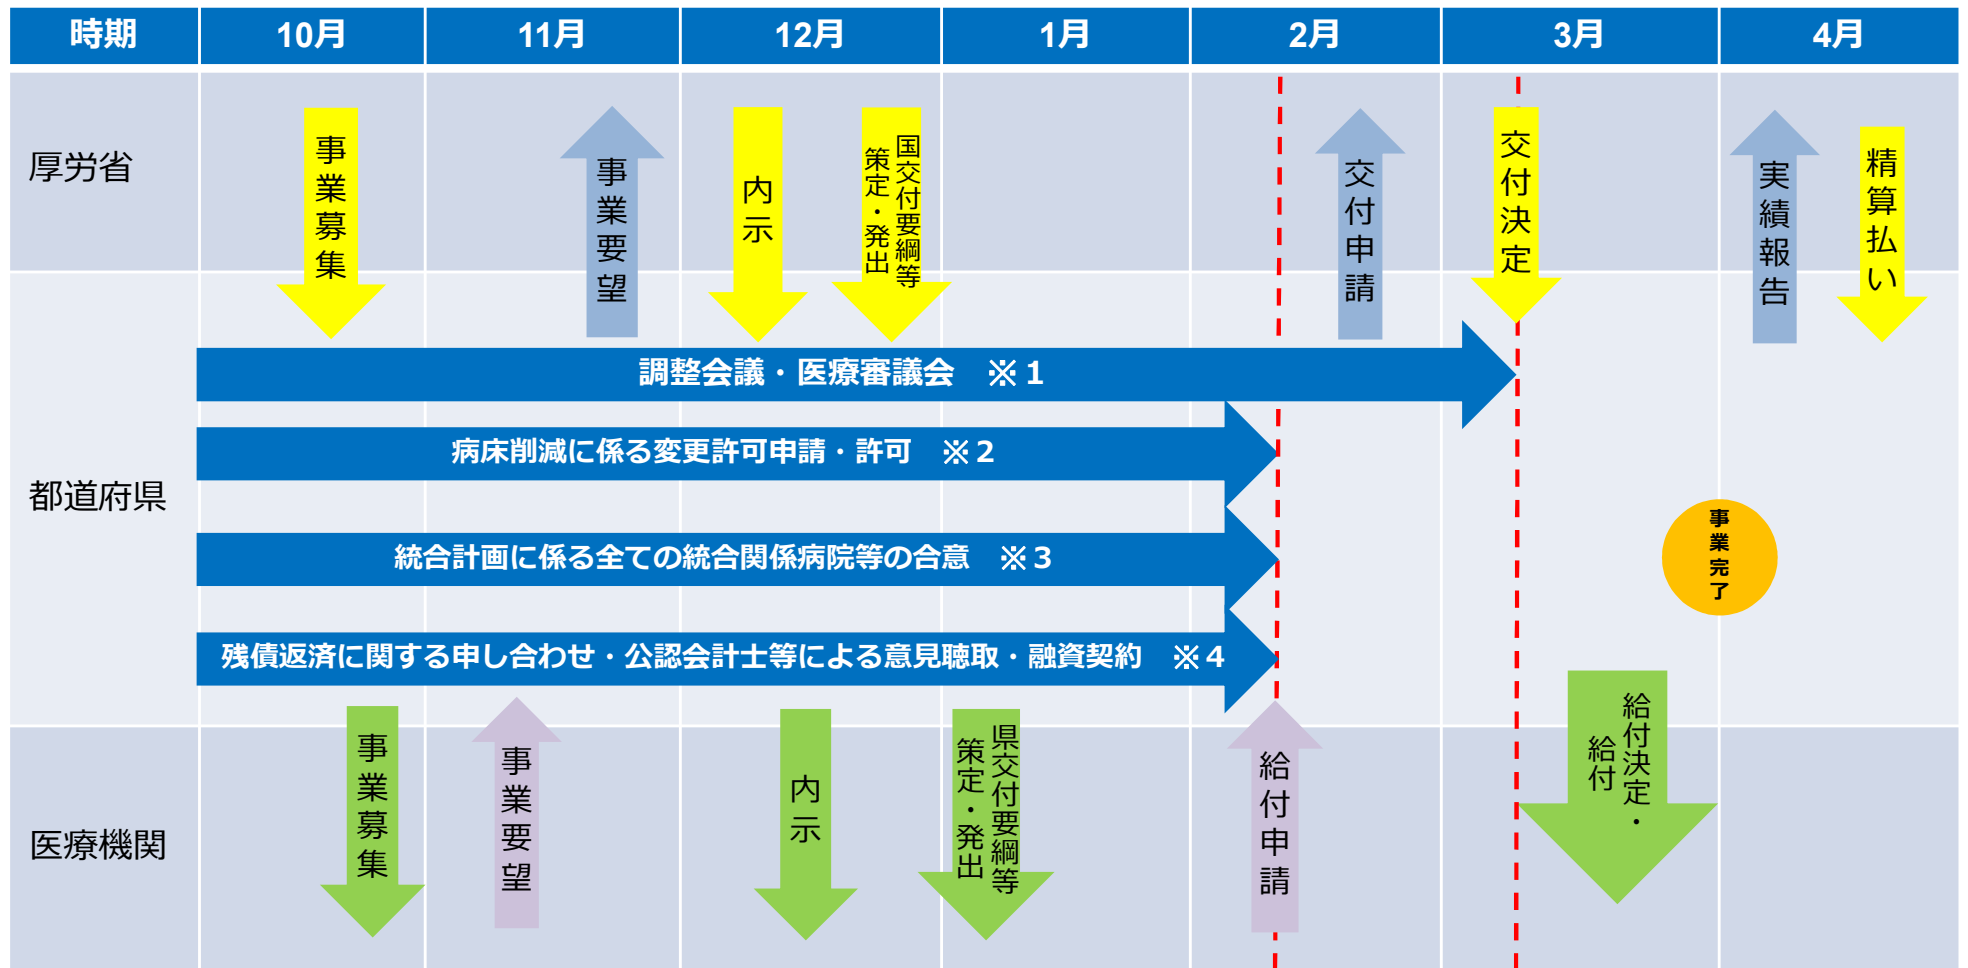 時期
10月
11月
12月
1月
2月
3月
4月
厚労省
事業募集
事業要望
内示
国交付要綱等
策定・発出
交付申請
交付決定
実績報告
精算払い
都道府県
調整会議・医療審議会　※１
病床削減に係る変更許可申請・許可　※２
統合計画に係る全ての統合関係病院等の合意　※３
残債返済に関する申し合わせ・公認会計士等による意見聴取・融資契約　※４
事業完了
医療機関
事業募集
事業要望
内示
県交付要綱等
策定・発出
給付申請
給付決定・
給付